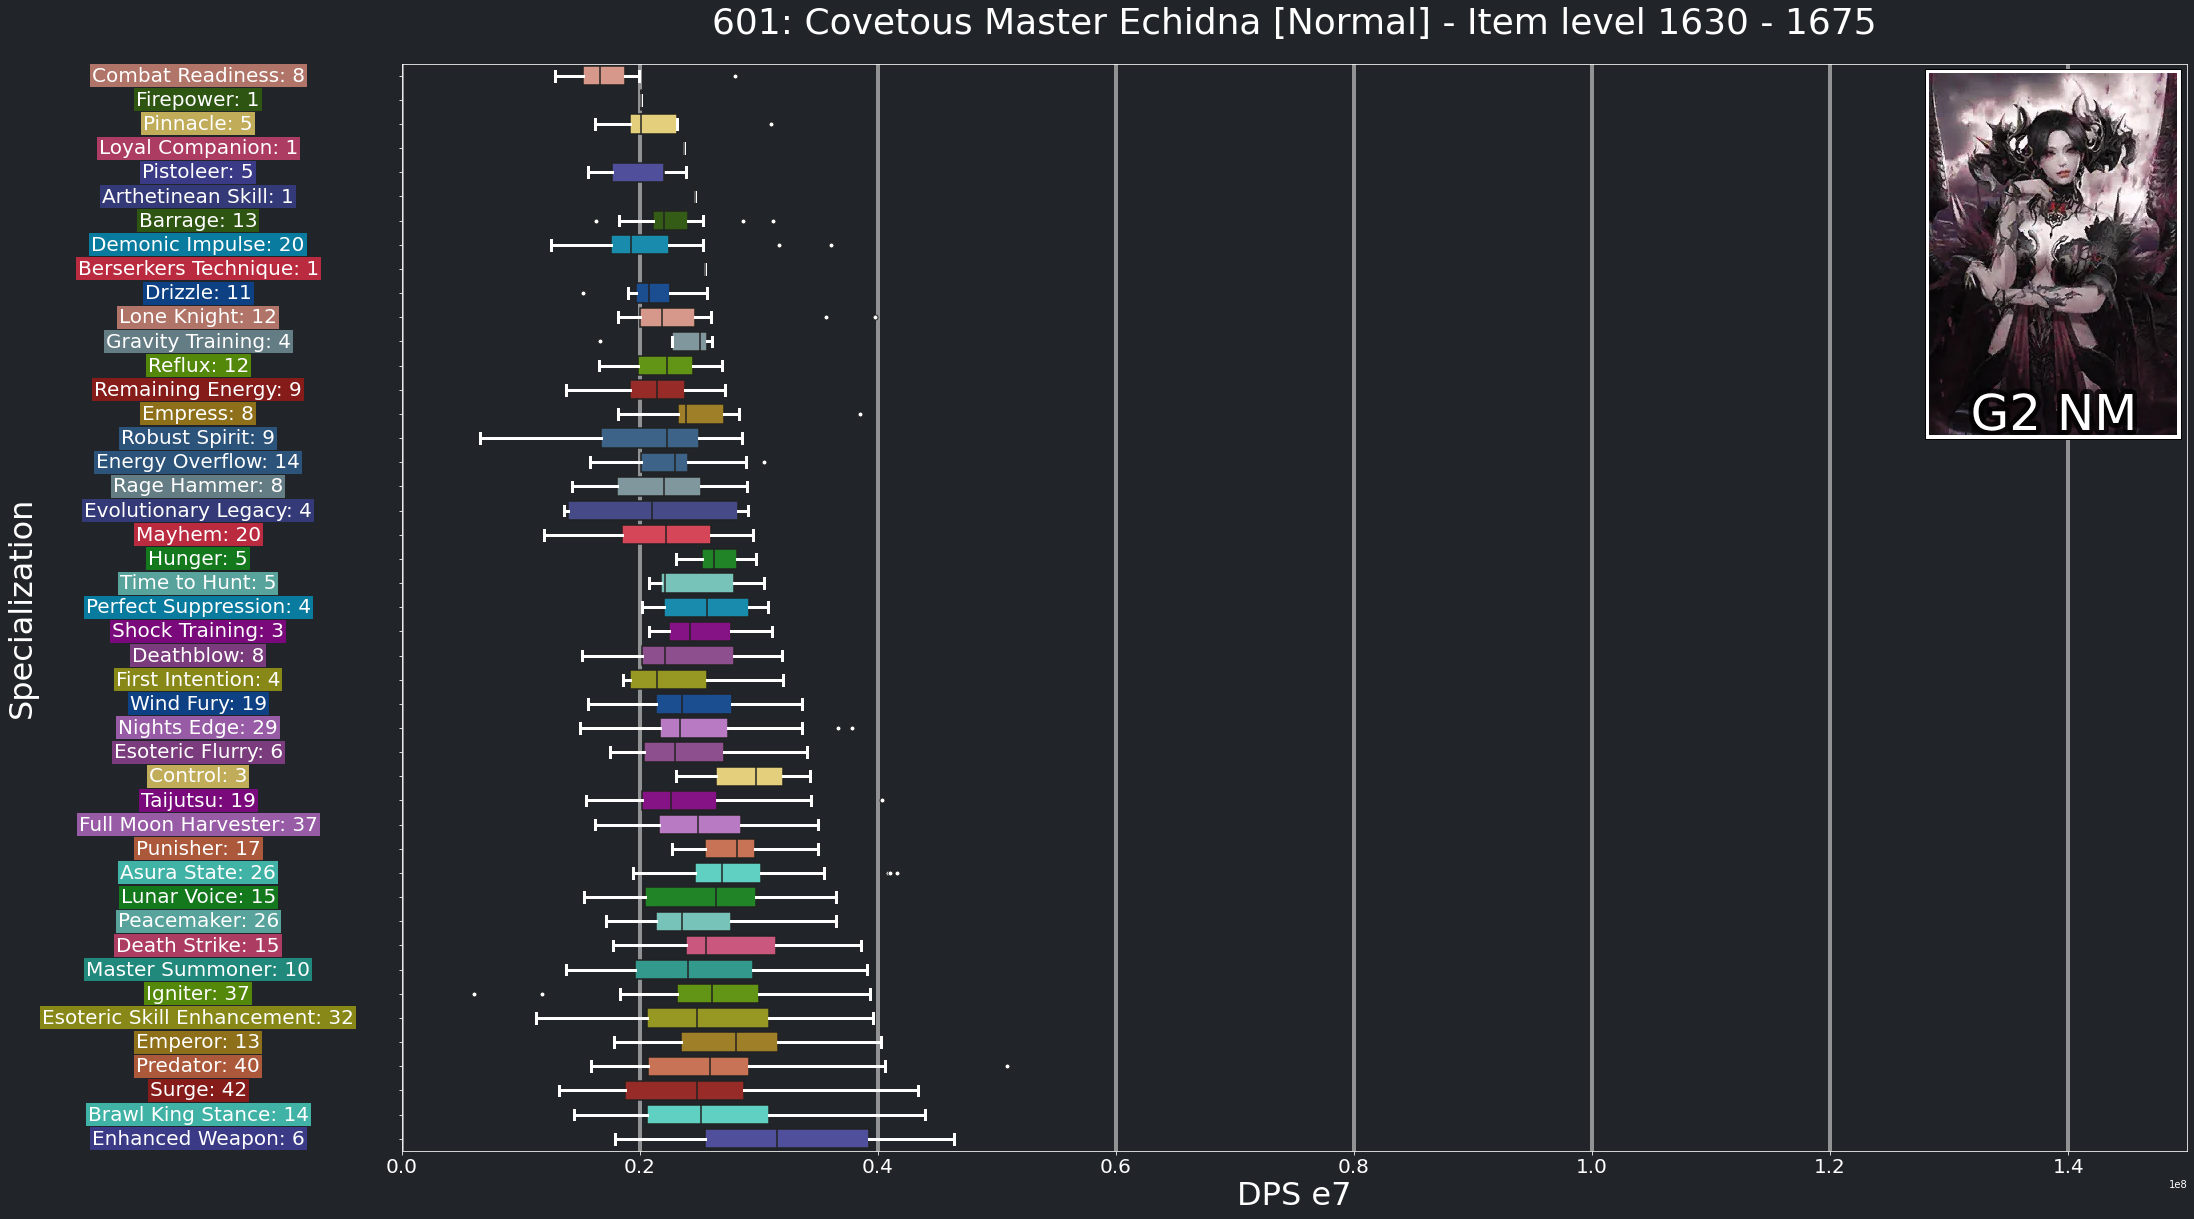 601: Covetous Master Echidna [Normal] - Item level 1630 - 1675
Combat Readiness: 8
Firepower: 1
Pinnacle: 5
Loyal Companion: 1
Pistoleer: 5
Arthetinean Skill: 1
Barrage: 13
Demonic Impulse: 20
Berserkers Technique: 1
Drizzle: 11
Lone Knight: 12
Gravity Training: 4
Reflux: 12
Remaining Energy: 9
Empress: 8
Robust Spirit: 9
Energy Overflow: 14
Rage Hammer: 8
Evolutionary Legacy: 4
Mayhem: 20
Hunger: 5
Time to Hunt: 5
Perfect Suppression: 4
Shock Training: 3
Deathblow: 8
First Intention: 4
Wind Fury: 19
Nights Edge: 29
Esoteric Flurry: 6
Control: 3
Taijutsu: 19
Full Moon Harvester: 37
Punisher: 17
Asura State: 26
Lunar Voice: 15
Peacemaker: 26
Death Strike: 15
Master Summoner: 10
Igniter: 37
Esoteric Skill Enhancement: 32
Emperor: 13
Predator: 40
Surge: 42
Brawl King Stance: 14
Enhanced Weapon: 6
Specialization
G2 NM
0.0 0.2 0.4 0.6 0.8 1.0 1.2 1.4
DPS e7
1e8